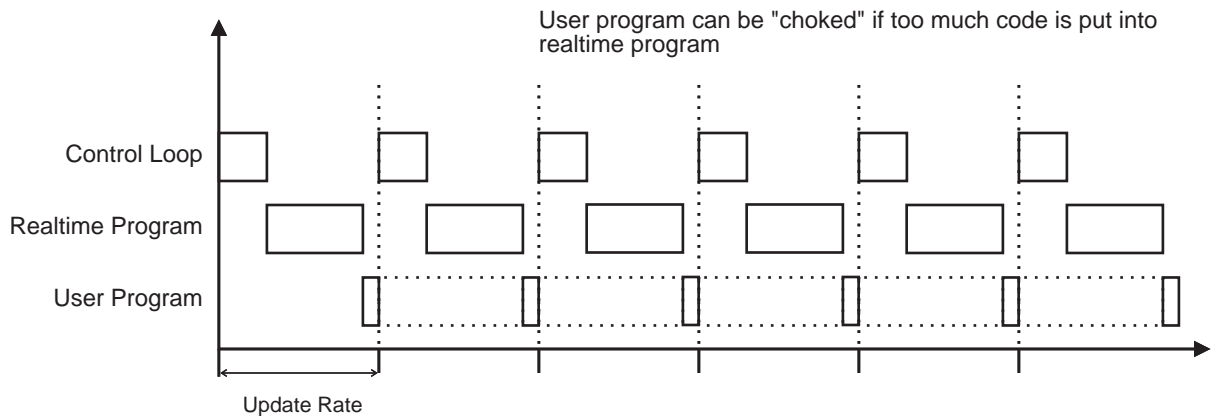 User program can be "choked" if too much code is put into
realtime program
Control Loop
Realtime Program
User Program
Update Rate